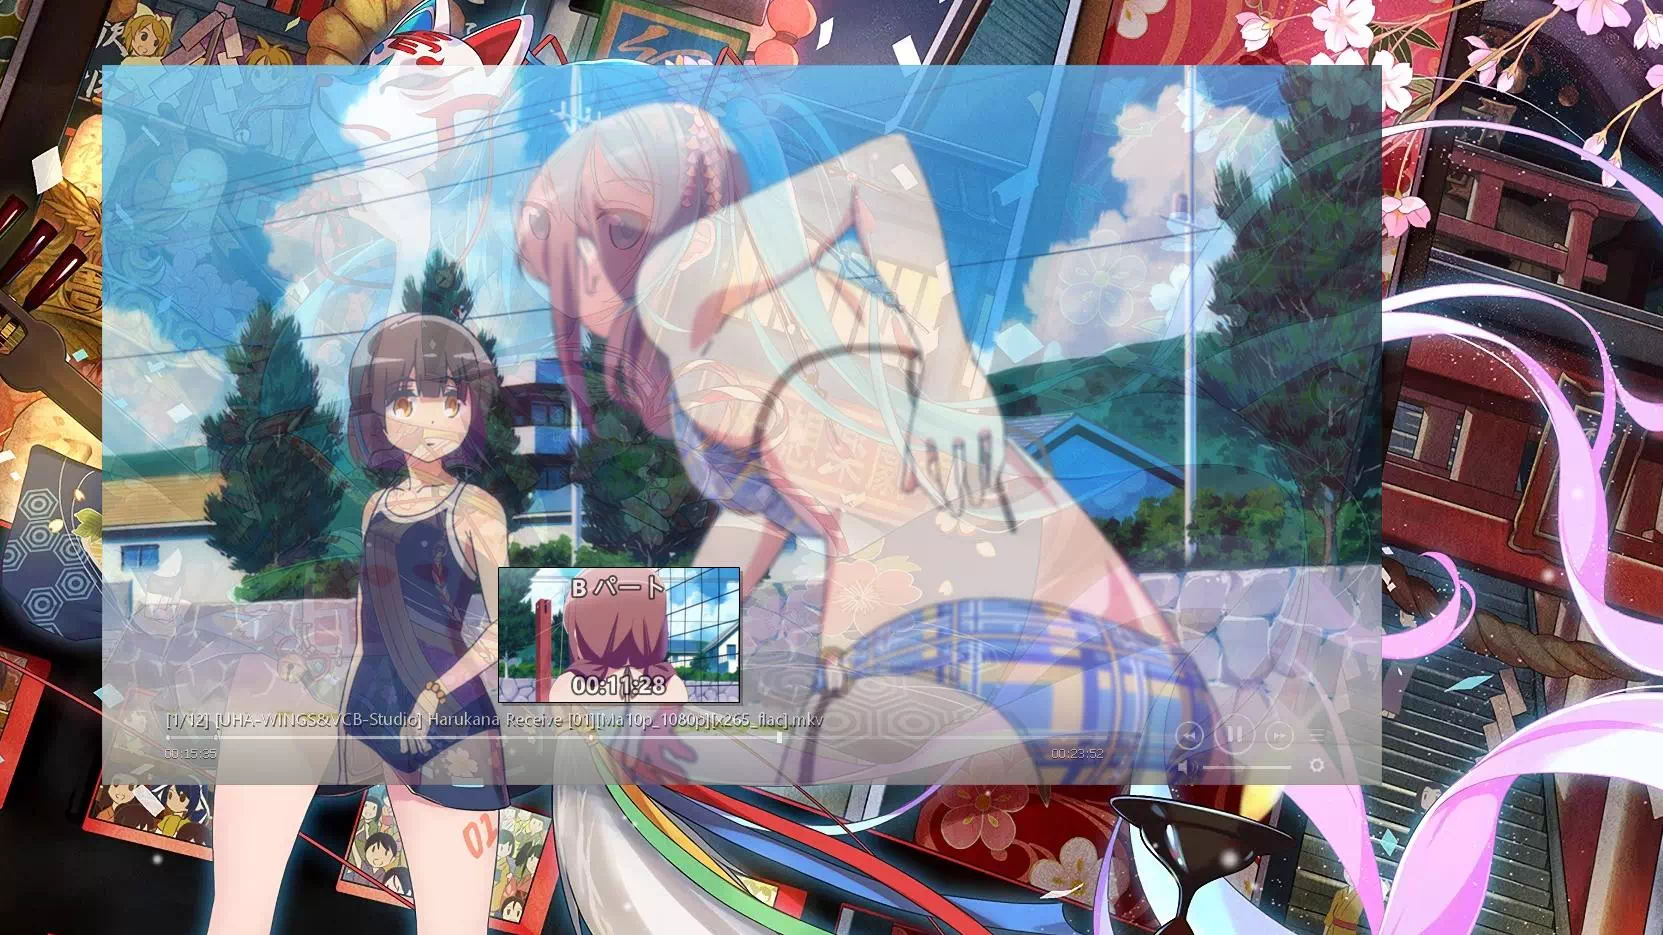 B パート
00:11:28
[1/12] [UHA-WINGS&VCB-Studio] Harukana Receive [01][Ma10p_1080p][x265_flac].mkv
00:15:35
00:23:52
01